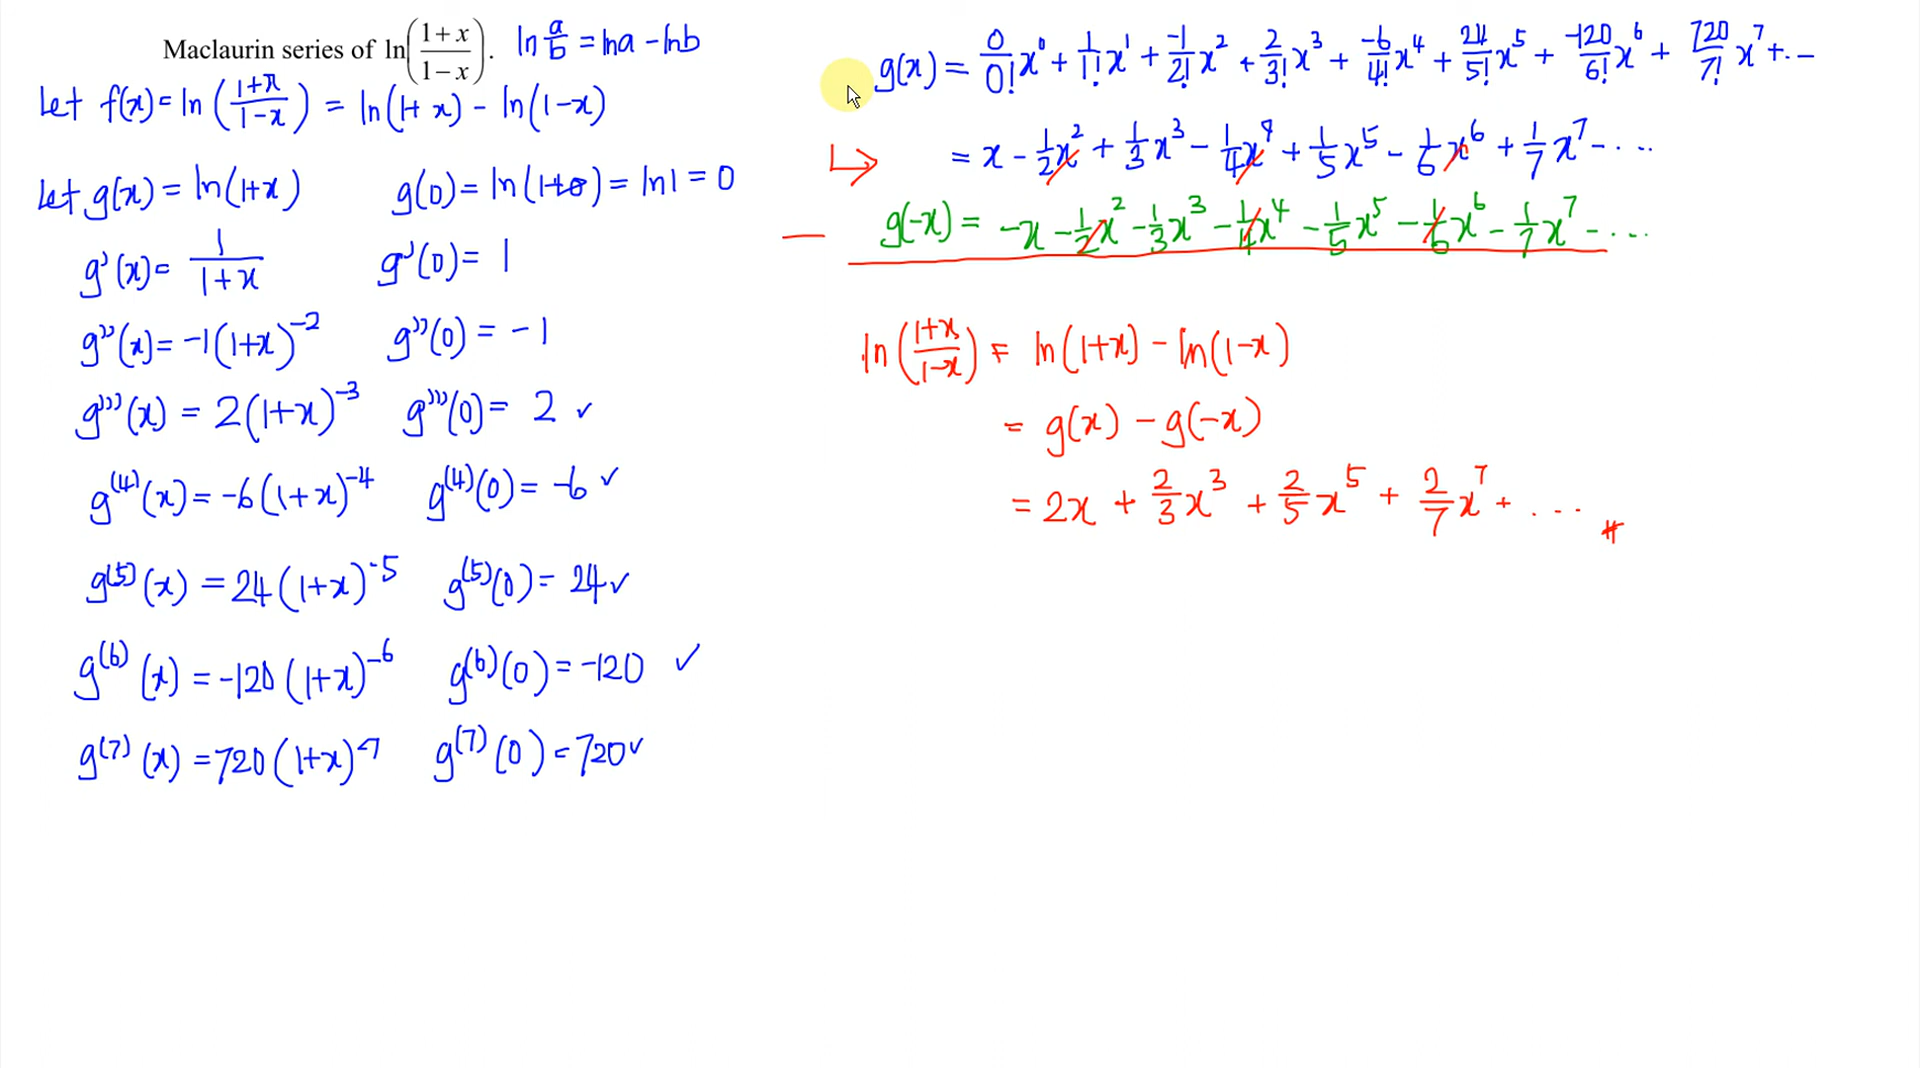 Maclaurin series of ln((1+x)/(1−x)). ln a/b = ln a − ln b
Let f(x) = ln((1+x)/(1−x)) = ln(1+x) − ln(1−x)
Let g(x) = ln(1+x) g(0) = ln(1+0) = ln 1 = 0
g'(x) = 1/(1+x) g'(0) = 1
g''(x) = −1(1+x)^−2 g''(0) = −1
g'''(x) = 2(1+x)^−3 g'''(0) = 2 ✓
g^(4)(x) = −6(1+x)^−4 g^(4)(0) = −6 ✓
g^(5)(x) = 24(1+x)^−5 g^(5)(0) = 24 ✓
g^(6)(x) = −120(1+x)^−6 g^(6)(0) = −120 ✓
g^(7)(x) = 720(1+x)^−7 g^(7)(0) = 720 ✓
g(x) = 0/0! x^0 + 1/1! x^1 + −1/2! x^2 + 2/3! x^3 + −6/4! x^4 + 24/5! x^5 + −120/6! x^6 + 720/7! x^7 + ...
= x − 1/2 x^2 + 1/3 x^3 − 1/4 x^4 + 1/5 x^5 − 1/6 x^6 + 1/7 x^7 − ...
− g(−x) = −x − 1/2 x^2 − 1/3 x^3 − 1/4 x^4 − 1/5 x^5 − 1/6 x^6 − 1/7 x^7 − ...
ln((1+x)/(1−x)) = ln(1+x) − ln(1−x)
= g(x) − g(−x)
= 2x + 2/3 x^3 + 2/5 x^5 + 2/7 x^7 + ... #